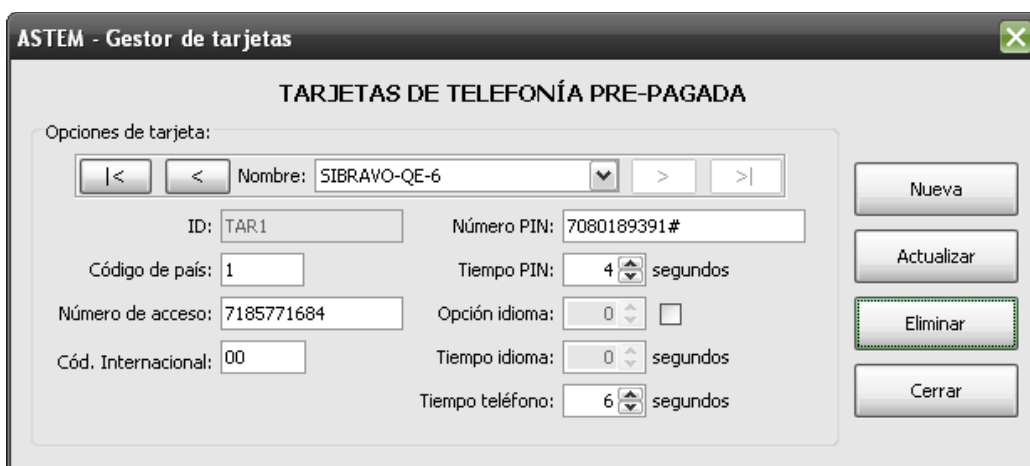 ASTEM - Gestor de tarjetas
TARJETAS DE TELEFONÍA PRE-PAGADA
Opciones de tarjeta:
|< < Nombre: SIBRAVO-QE-6 > >|
ID: TAR1 Número PIN: 7080189391#
Código de país: 1 Tiempo PIN: 4 segundos
Número de acceso: 7185771684 Opción idioma: 0
Cód. Internacional: 00 Tiempo idioma: 0 segundos
Tiempo teléfono: 6 segundos
Nueva
Actualizar
Eliminar
Cerrar